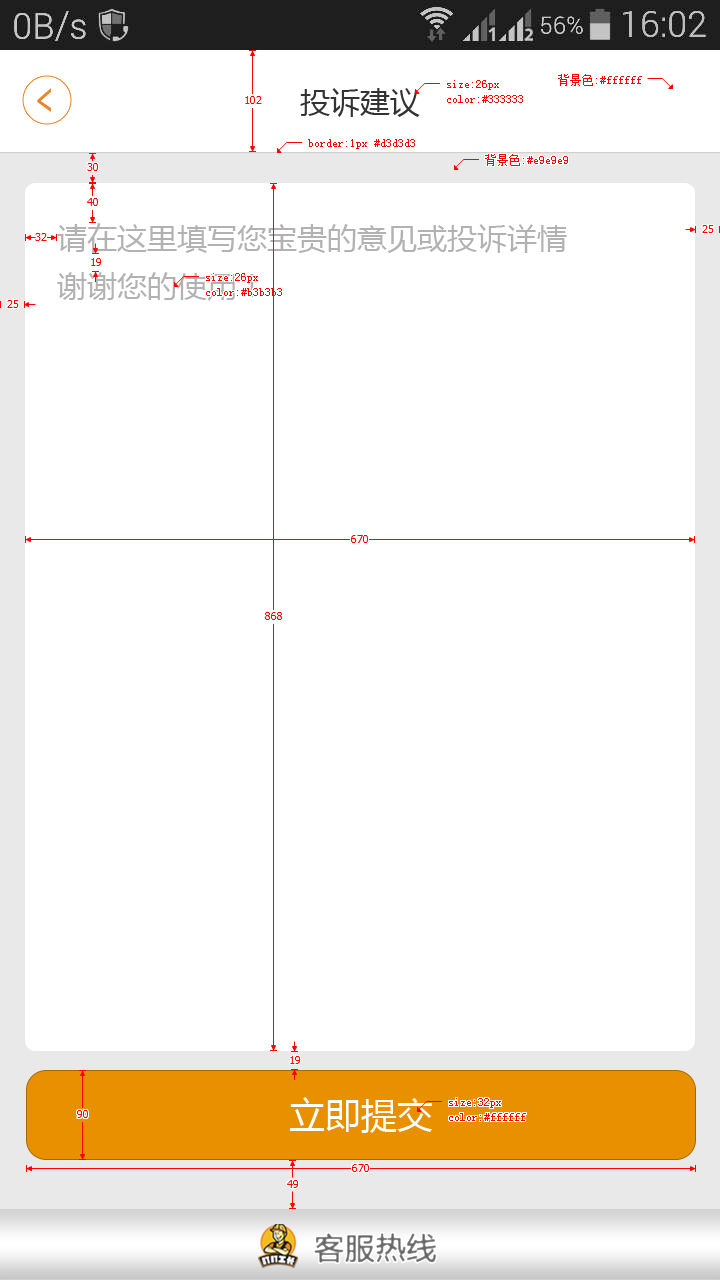 0B/s 1 2 56% 16:02
102
投诉建议
size:26px
color:#333333
背景色:#ffffff
border:1px #d3d3d3
背景色:#e9e9e9
30
40
32
请在这里填写您宝贵的意见或投诉详情
25
19
谢谢您的使用
size:26px
color:#b3b3b3
25
670
868
19
90
立即提交
size:32px
color:#ffffff
670
49
客服热线